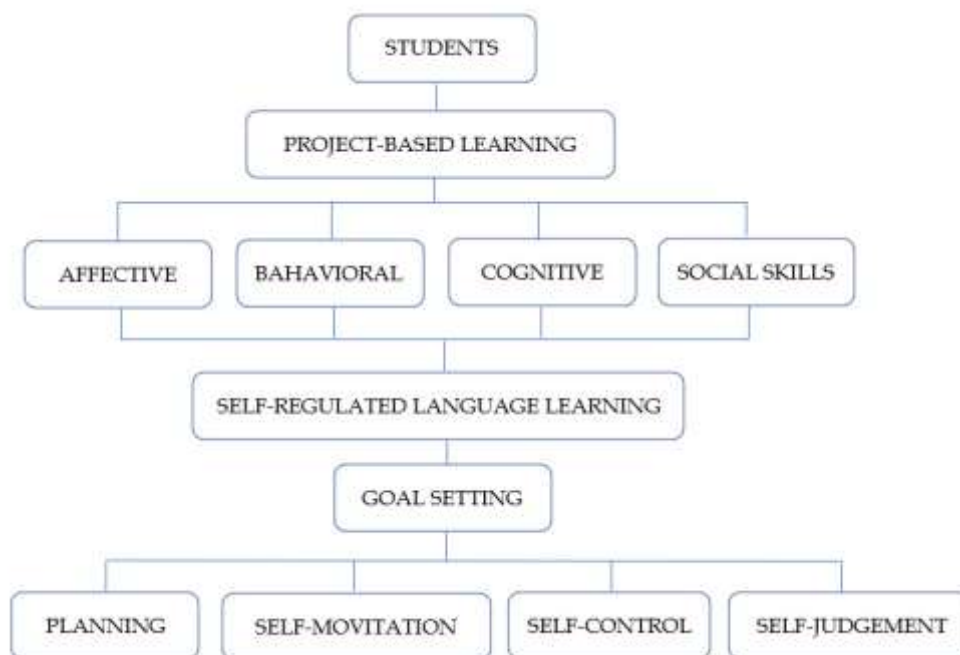 STUDENTS
PROJECT-BASED LEARNING
AFFECTIVE
BAHAVIORAL
COGNITIVE
SOCIAL SKILLS
SELF-REGULATED LANGUAGE LEARNING
GOAL SETTING
PLANNING
SELF-MOVITATION
SELF-CONTROL
SELF-JUDGEMENT